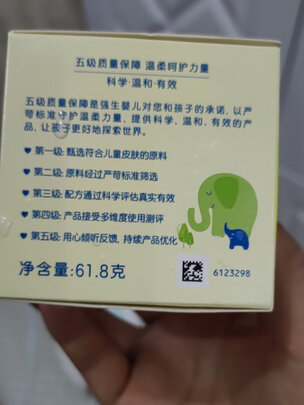 五级质量保障 温柔呵护力量
科学·温和·有效
五级质量保障是强生婴儿对您和孩子的承诺, 以严
苛标准守护温柔力量, 提供科学、温和、有效的产
品, 让孩子更好地探索世界。
第一级: 甄选符合儿童皮肤的原料
第二级: 原料经过严苛标准筛选
第三级: 配方通过科学评估真实有效
第四级: 产品接受多维度使用测评
第五级: 用心倾听反馈, 持续产品优化
净含量:61.8克
6123298